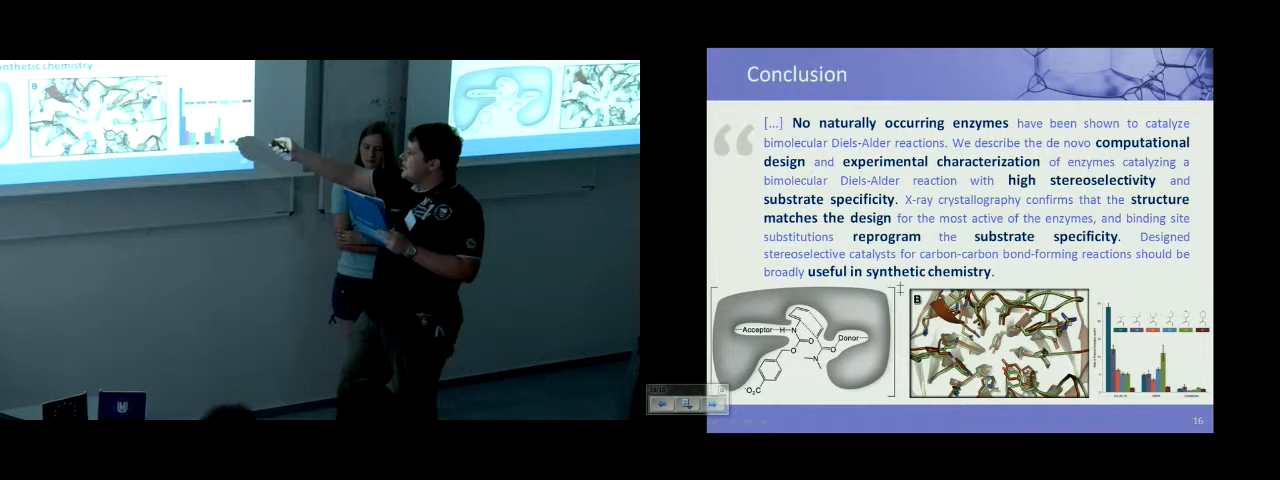 nthetic chemistry
B
Conclusion
“
[...] No naturally occurring enzymes have been shown to catalyze
bimolecular Diels-Alder reactions. We describe the de novo computational
design and experimental characterization of enzymes catalyzing a
bimolecular Diels-Alder reaction with high stereoselectivity and
substrate specificity. X-ray crystallography confirms that the structure
matches the design for the most active of the enzymes, and binding site
substitutions reprogram the substrate specificity. Designed
stereoselective catalysts for carbon-carbon bond-forming reactions should be
broadly useful in synthetic chemistry.
‡
Acceptor H N
O
Donor
O
O
N
⁻O₂C
B
16